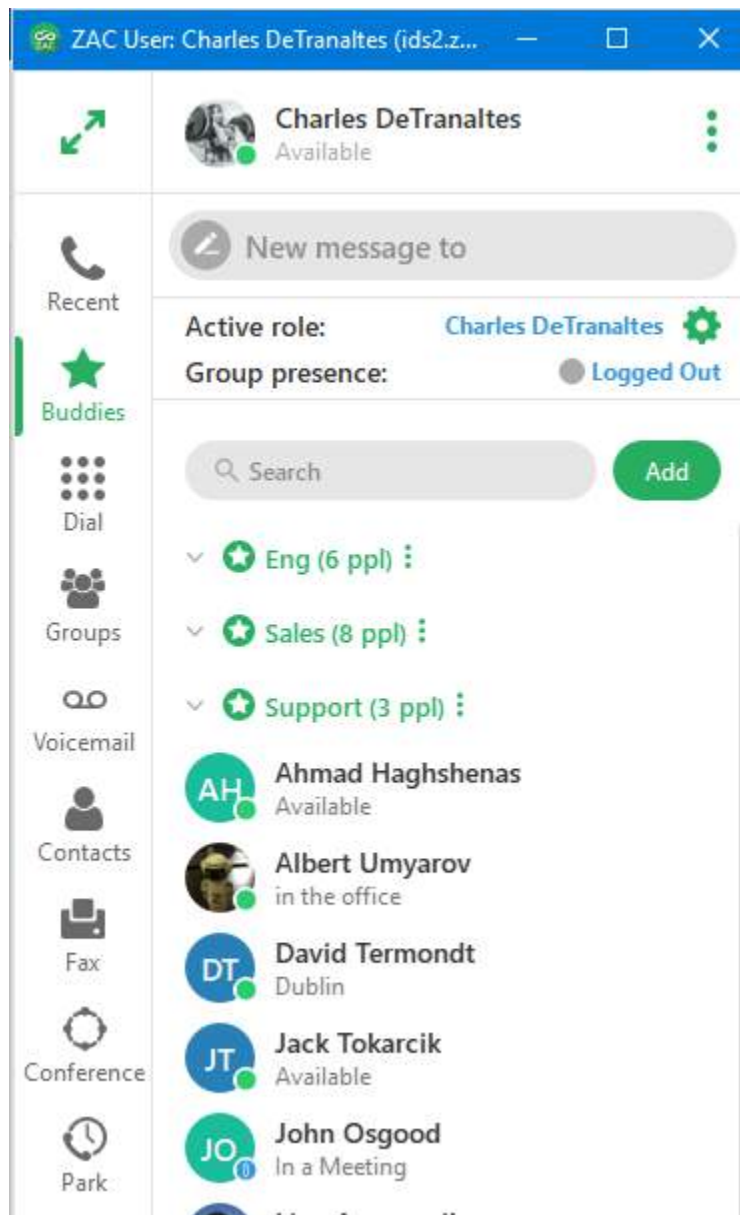 ZAC User: Charles DeTranaltes (ids2.z...
Charles DeTranaltes
Available
New message to
Recent
Active role: Charles DeTranaltes
Group presence: Logged Out
Buddies
Search
Add
Dial
Eng (6 ppl)
Groups
Sales (8 ppl)
Voicemail
Support (3 ppl)
AH
Ahmad Haghshenas
Available
Contacts
Albert Umyarov
in the office
Fax
DT
David Termondt
Dublin
Conference
JT
Jack Tokarcik
Available
Park
JO
John Osgood
In a Meeting